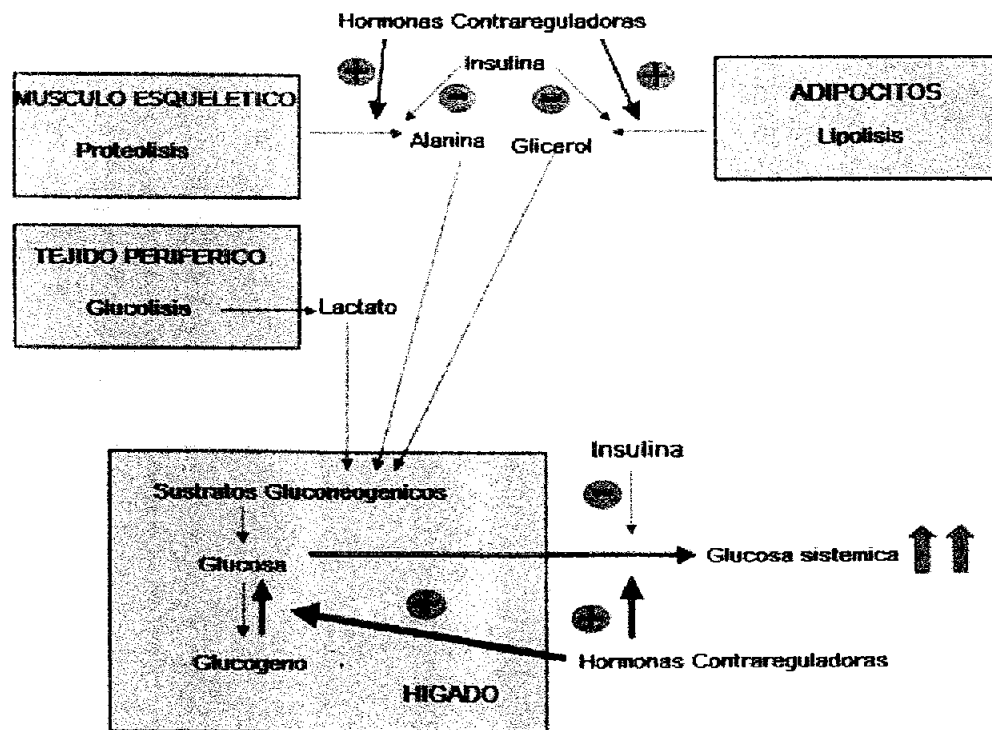 Hormonas Contrareguladoras
Insulina
MUSCULO ESQUELETICO
Proteolisis
ADIPOCITOS
Lipolisis
Alanina
Glicerol
TEJIDO PERIFERICO
Glucolisis
Lactato
Insulina
Sustratos Gluconeogenicos
Glucosa
Glucosa sistemica
Glucogeno
Hormonas Contrareguladoras
HIGADO